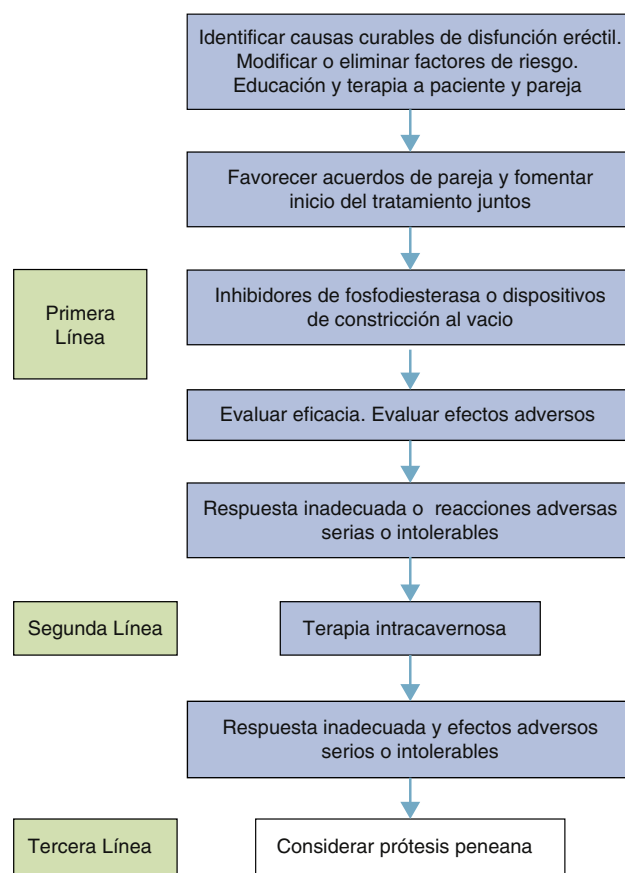 Identificar causas curables de disfunción eréctil.
Modificar o eliminar factores de riesgo.
Educación y terapia a paciente y pareja
Favorecer acuerdos de pareja y fomentar
inicio del tratamiento juntos
Primera
Línea
Inhibidores de fosfodiesterasa o dispositivos
de constricción al vacio
Evaluar eficacia. Evaluar efectos adversos
Respuesta inadecuada o reacciones adversas
serias o intolerables
Segunda Línea
Terapia intracavernosa
Respuesta inadecuada y efectos adversos
serios o intolerables
Tercera Línea
Considerar prótesis peneana